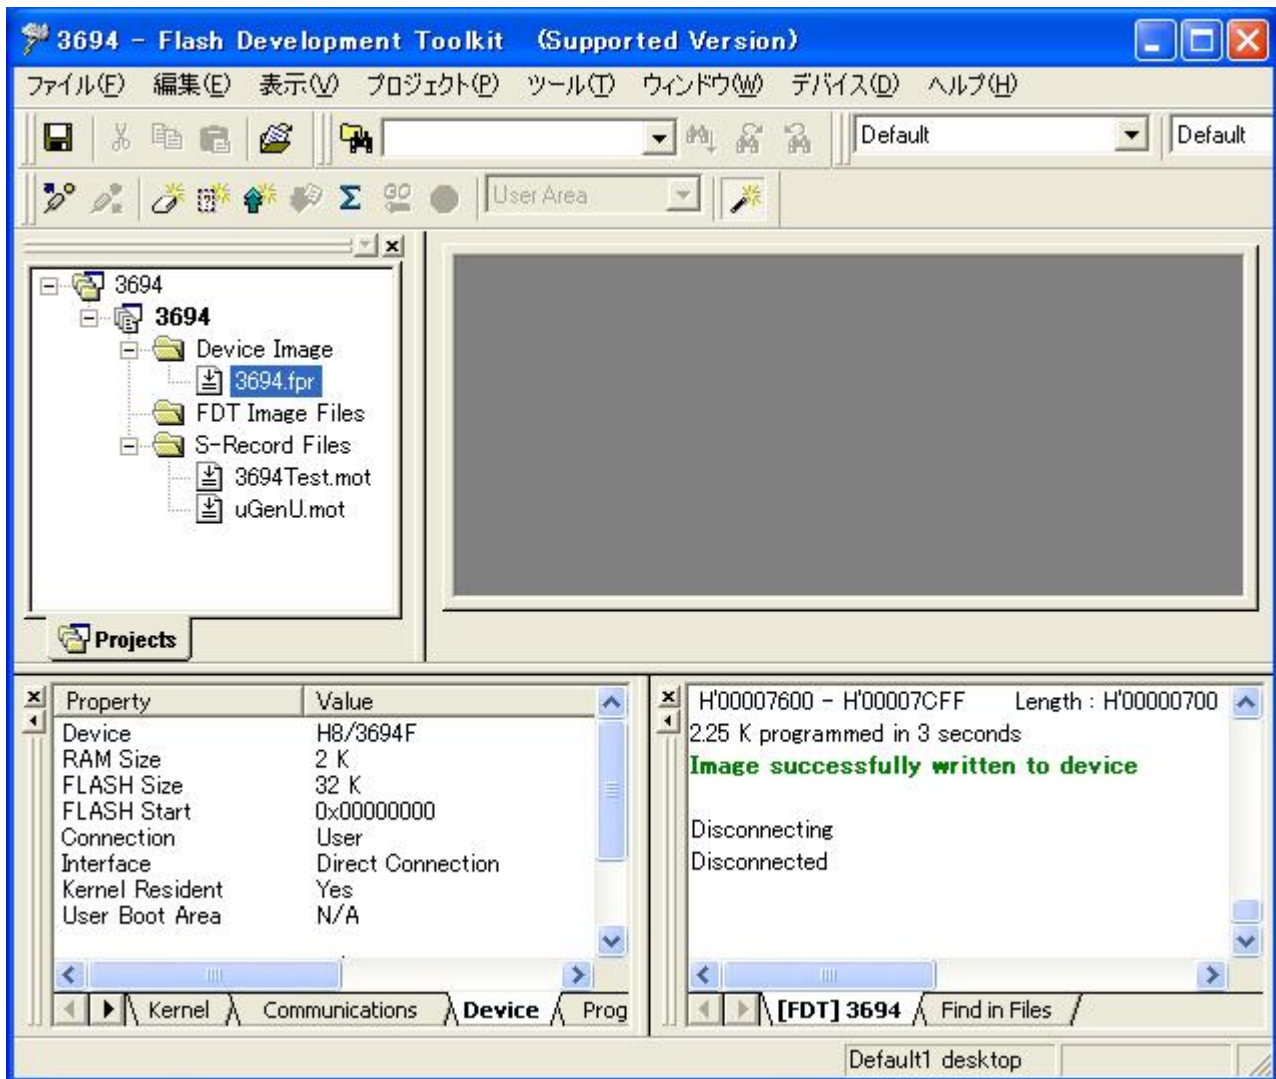 3694 - Flash Development Toolkit (Supported Version)
ファイル(F) 編集(E) 表示(V) プロジェクト(P) ツール(T) ウィンドウ(W) デバイス(D) ヘルプ(H)
Default Default
User Area
3694
3694
Device Image
3694.fpr
FDT Image Files
S-Record Files
3694Test.mot
uGenU.mot
Projects
Property Value
Device H8/3694F
RAM Size 2 K
FLASH Size 32 K
FLASH Start 0x00000000
Connection User
Interface Direct Connection
Kernel Resident Yes
User Boot Area N/A
Kernel Communications Device Prog
H'00007600 - H'00007CFF Length : H'00000700
2.25 K programmed in 3 seconds
Image successfully written to device
Disconnecting
Disconnected
[FDT] 3694 Find in Files
Default1 desktop